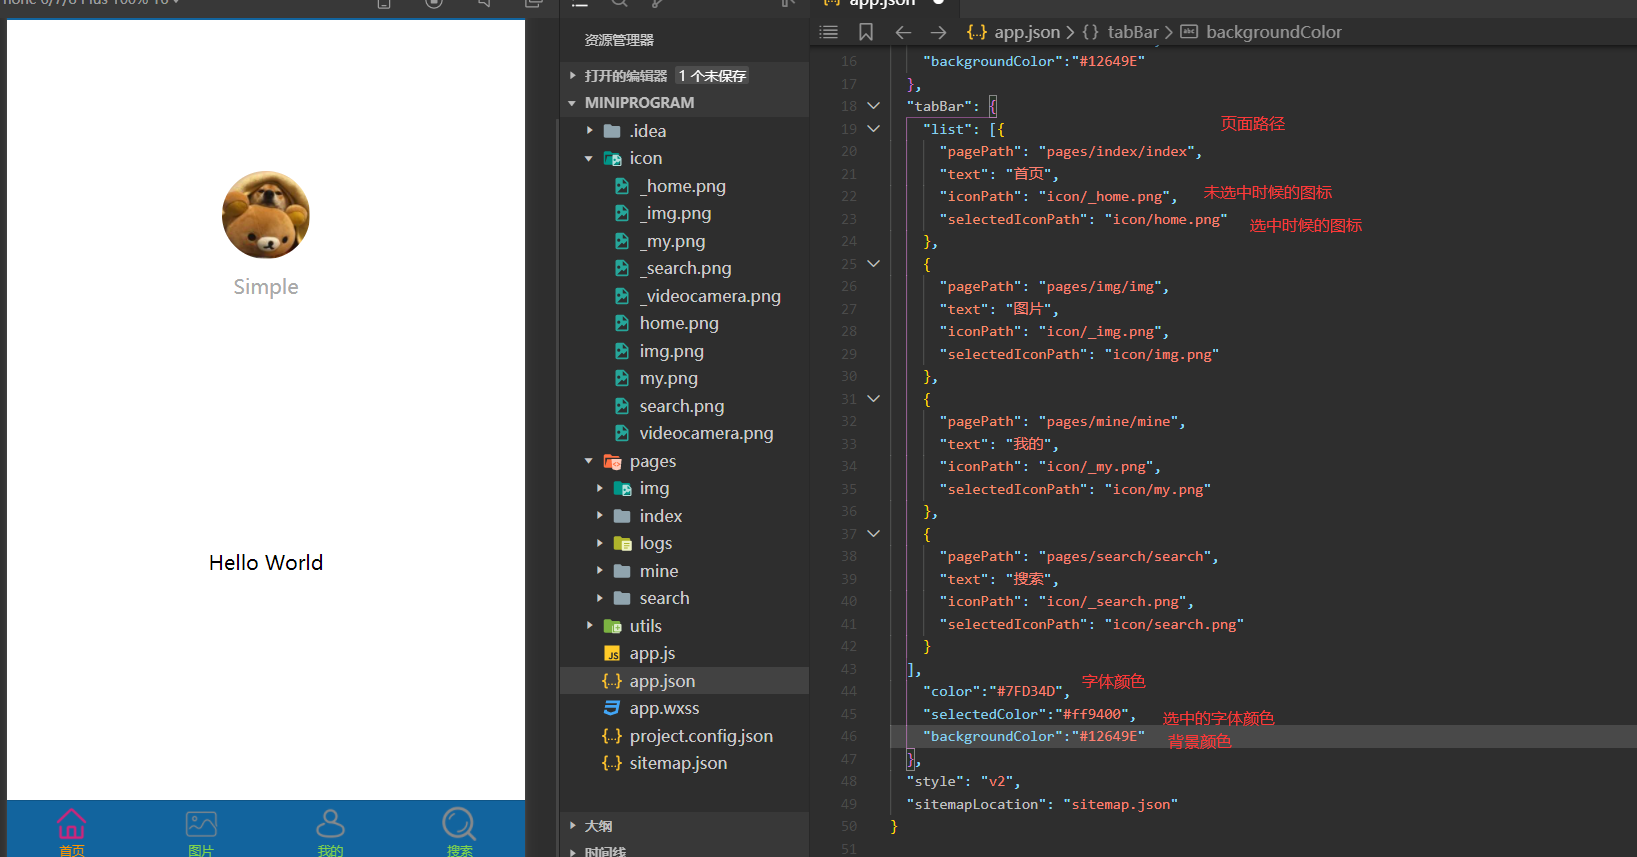 Simple
Hello World
首页
图片
我的
搜索
资源管理器
打开的编辑器 1 个未保存
MINIPROGRAM
.idea
icon
_home.png
_img.png
_my.png
_search.png
_videocamera.png
home.png
img.png
my.png
search.png
videocamera.png
pages
img
index
logs
mine
search
utils
app.js
app.json
app.wxss
project.config.json
sitemap.json
大纲
时间线
app.json
app.json > {} tabBar > backgroundColor
16 "backgroundColor":"#12649E"
17 },
18 "tabBar": {
19 "list": [{ 页面路径
20 "pagePath": "pages/index/index",
21 "text": "首页",
22 "iconPath": "icon/_home.png", 未选中时候的图标
23 "selectedIconPath": "icon/home.png" 选中时候的图标
24 },
25 {
26 "pagePath": "pages/img/img",
27 "text": "图片",
28 "iconPath": "icon/_img.png",
29 "selectedIconPath": "icon/img.png"
30 },
31 {
32 "pagePath": "pages/mine/mine",
33 "text": "我的",
34 "iconPath": "icon/_my.png",
35 "selectedIconPath": "icon/my.png"
36 },
37 {
38 "pagePath": "pages/search/search",
39 "text": "搜索",
40 "iconPath": "icon/_search.png",
41 "selectedIconPath": "icon/search.png"
42 }
43 ],
44 "color":"#7FD34D", 字体颜色
45 "selectedColor":"#ff9400", 选中的字体颜色
46 "backgroundColor":"#12649E" 背景颜色
47 },
48 "style": "v2",
49 "sitemapLocation": "sitemap.json"
50 }
51